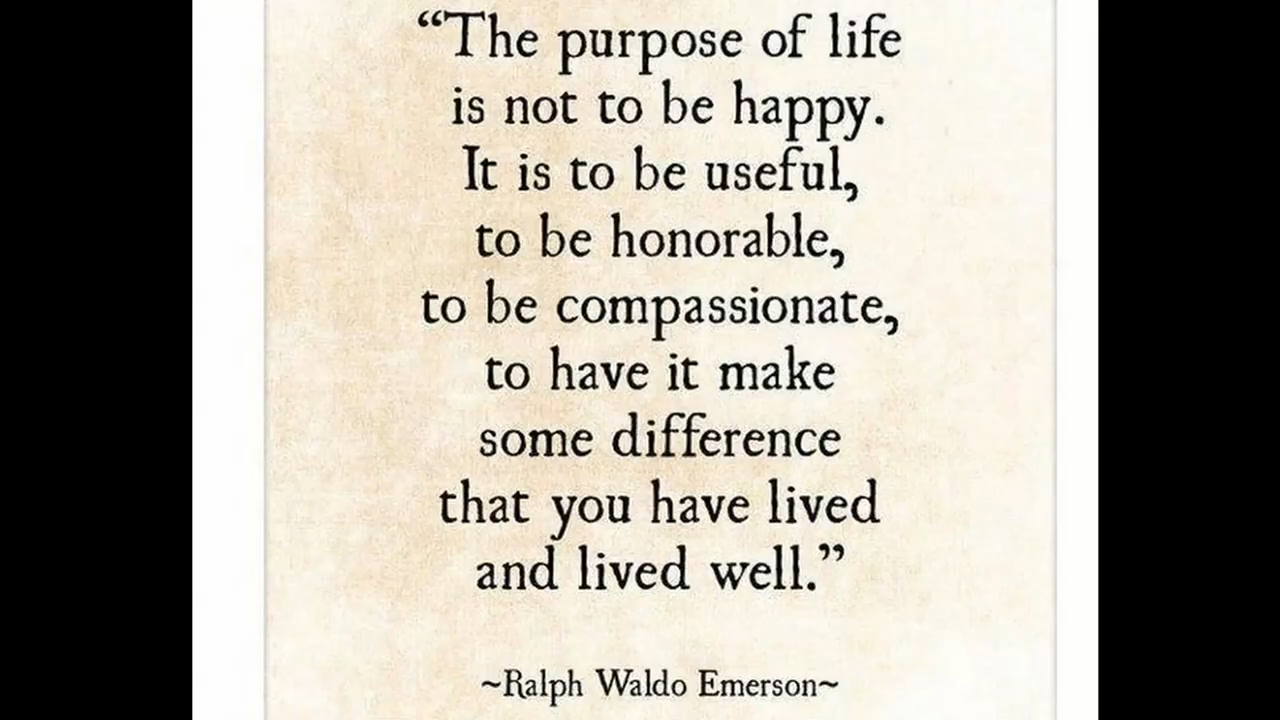 “The purpose of life
is not to be happy.
It is to be useful,
to be honorable,
to be compassionate,
to have it make
some difference
that you have lived
and lived well.”
~Ralph Waldo Emerson~